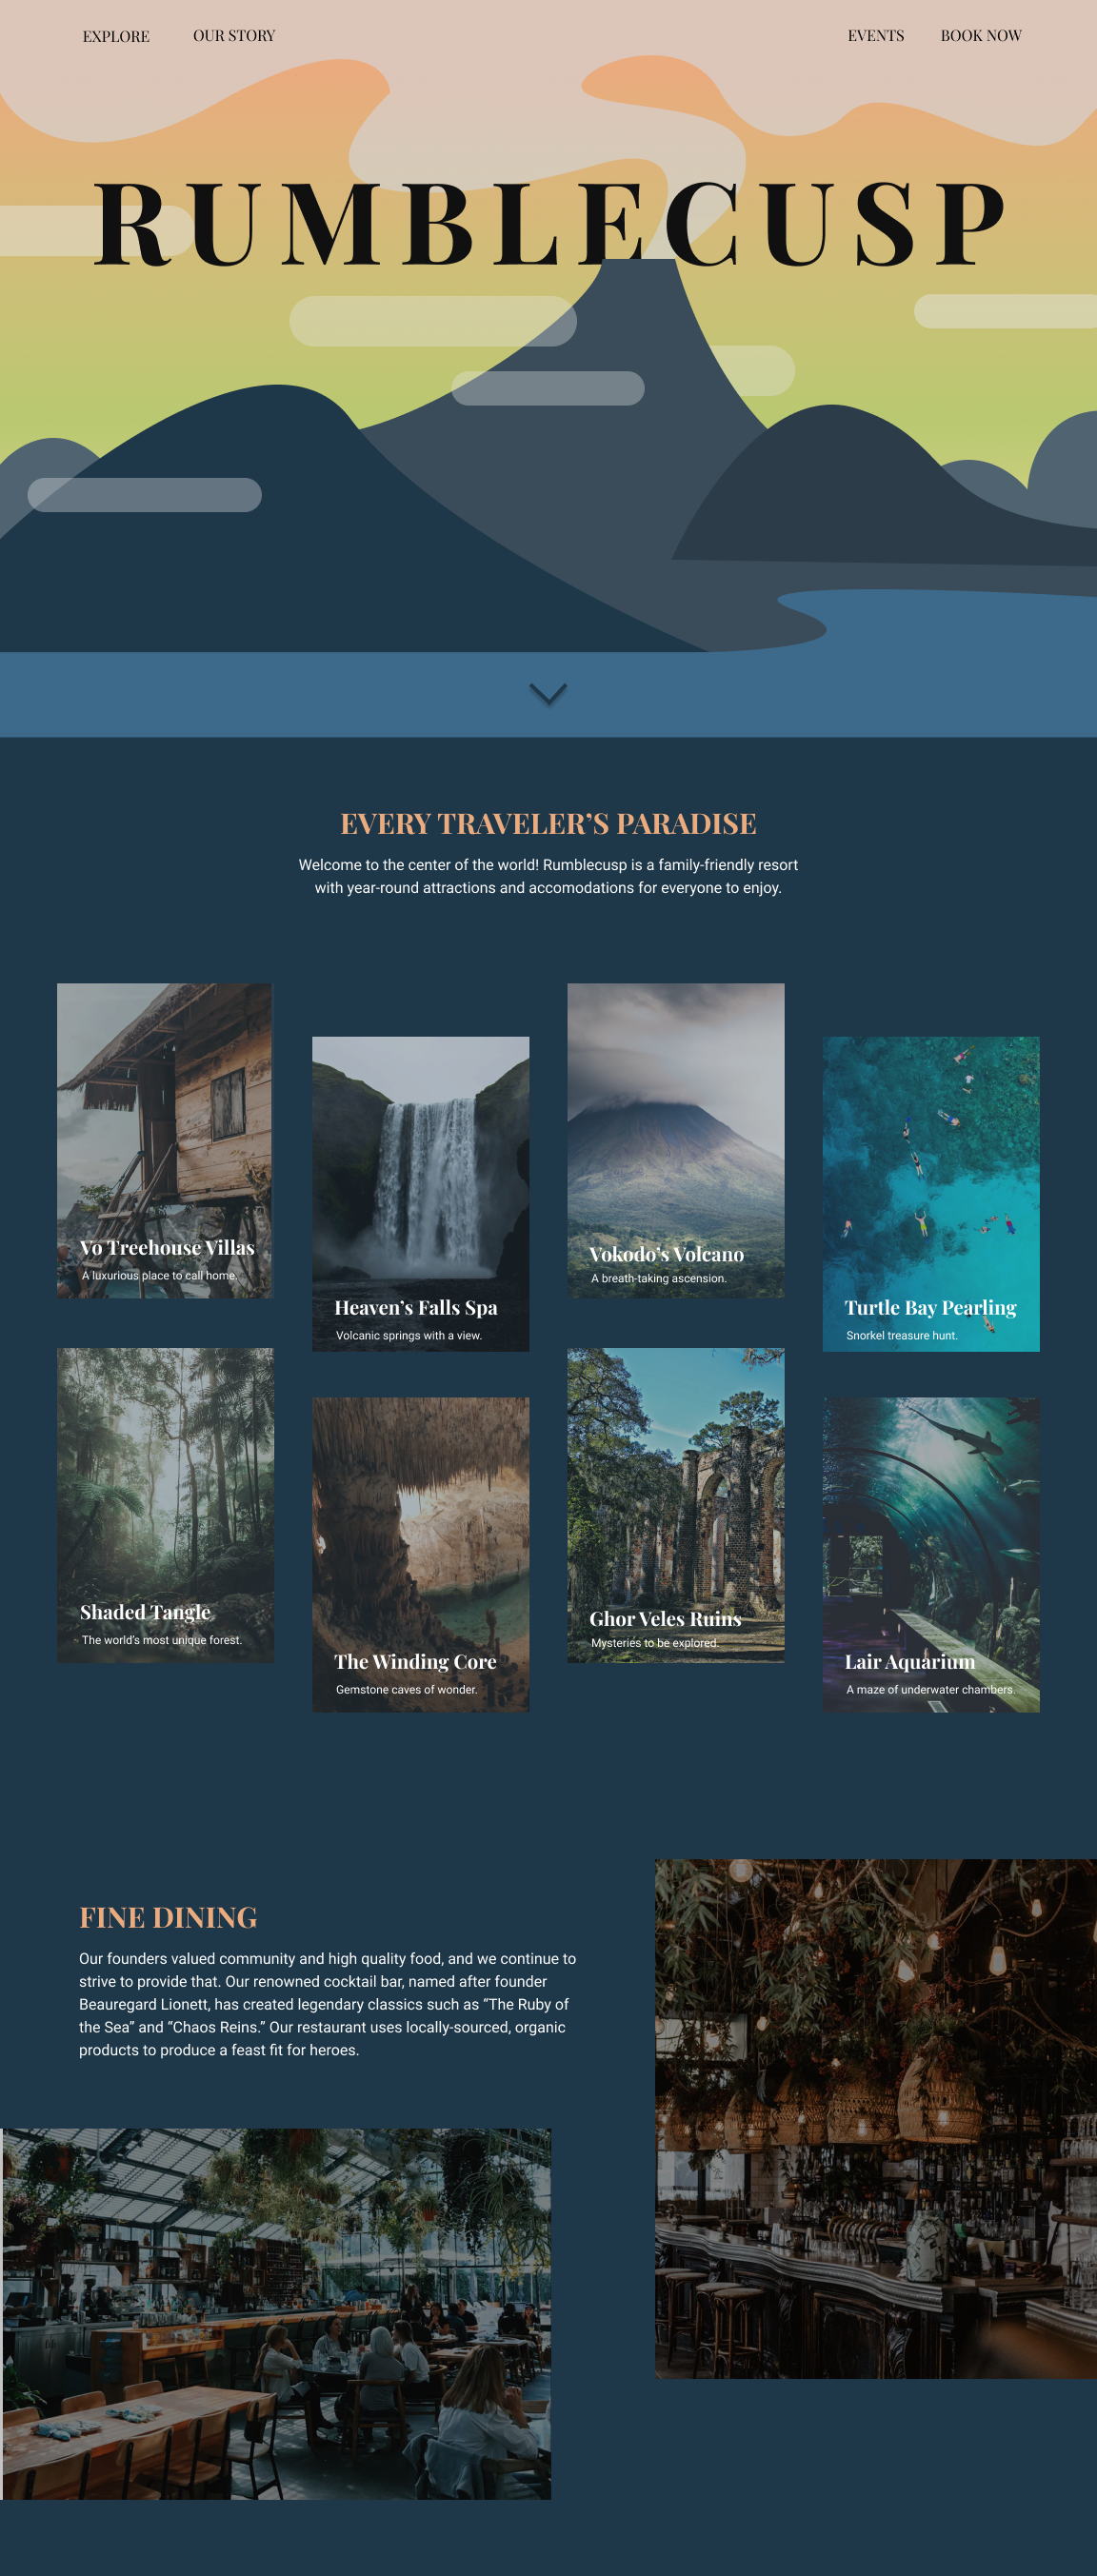 EXPLORE
OUR STORY
EVENTS
BOOK NOW
RUMBLECUSP
EVERY TRAVELER’S PARADISE
Welcome to the center of the world! Rumblecusp is a family-friendly resort
with year-round attractions and accomodations for everyone to enjoy.
Vo Treehouse Villas
A luxurious place to call home.
Heaven’s Falls Spa
Volcanic springs with a view.
Vokodo’s Volcano
A breath-taking ascension.
Turtle Bay Pearling
Snorkel treasure hunt.
Shaded Tangle
The world’s most unique forest.
The Winding Core
Gemstone caves of wonder.
Ghor Veles Ruins
Mysteries to be explored.
Lair Aquarium
A maze of underwater chambers.
FINE DINING
Our founders valued community and high quality food, and we continue to
strive to provide that. Our renowned cocktail bar, named after founder
Beauregard Lionett, has created legendary classics such as “The Ruby of
the Sea” and “Chaos Reins.” Our restaurant uses locally-sourced, organic
products to produce a feast fit for heroes.